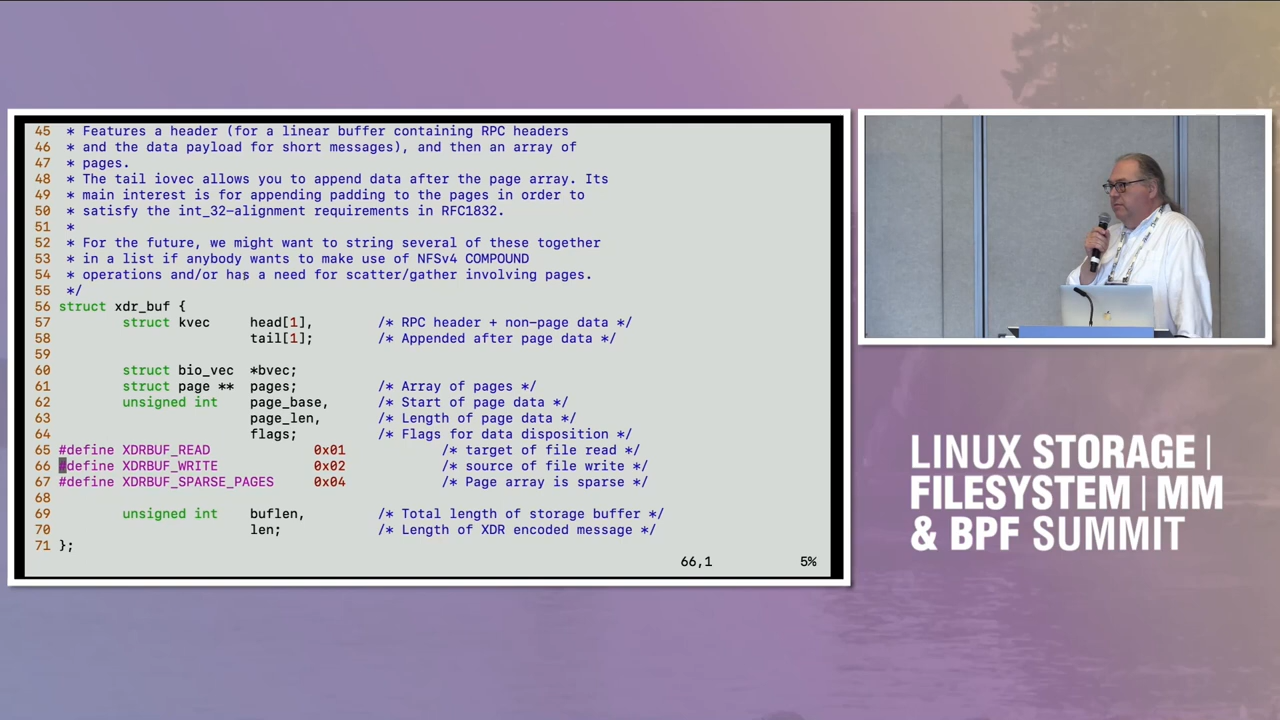 45  * Features a header (for a linear buffer containing RPC headers
46  * and the data payload for short messages), and then an array of
47  * pages.
48  * The tail iovec allows you to append data after the page array. Its
49  * main interest is for appending padding to the pages in order to
50  * satisfy the int_32-alignment requirements in RFC1832.
51  *
52  * For the future, we might want to string several of these together
53  * in a list if anybody wants to make use of NFSv4 COMPOUND
54  * operations and/or has a need for scatter/gather involving pages.
55  */
56 struct xdr_buf {
57         struct kvec     head[1],        /* RPC header + non-page data */
58                         tail[1];        /* Appended after page data */
59
60         struct bio_vec  *bvec;
61         struct page **  pages;          /* Array of pages */
62         unsigned int    page_base,      /* Start of page data */
63                         page_len,       /* Length of page data */
64                         flags;          /* Flags for data disposition */
65 #define XDRBUF_READ             0x01            /* target of file read */
66 #define XDRBUF_WRITE            0x02            /* source of file write */
67 #define XDRBUF_SPARSE_PAGES     0x04            /* Page array is sparse */
68
69         unsigned int    buflen,         /* Total length of storage buffer */
70                         len;            /* Length of XDR encoded message */
71 };
66,1 5%
LINUX STORAGE |
FILESYSTEM | MM
& BPF SUMMIT